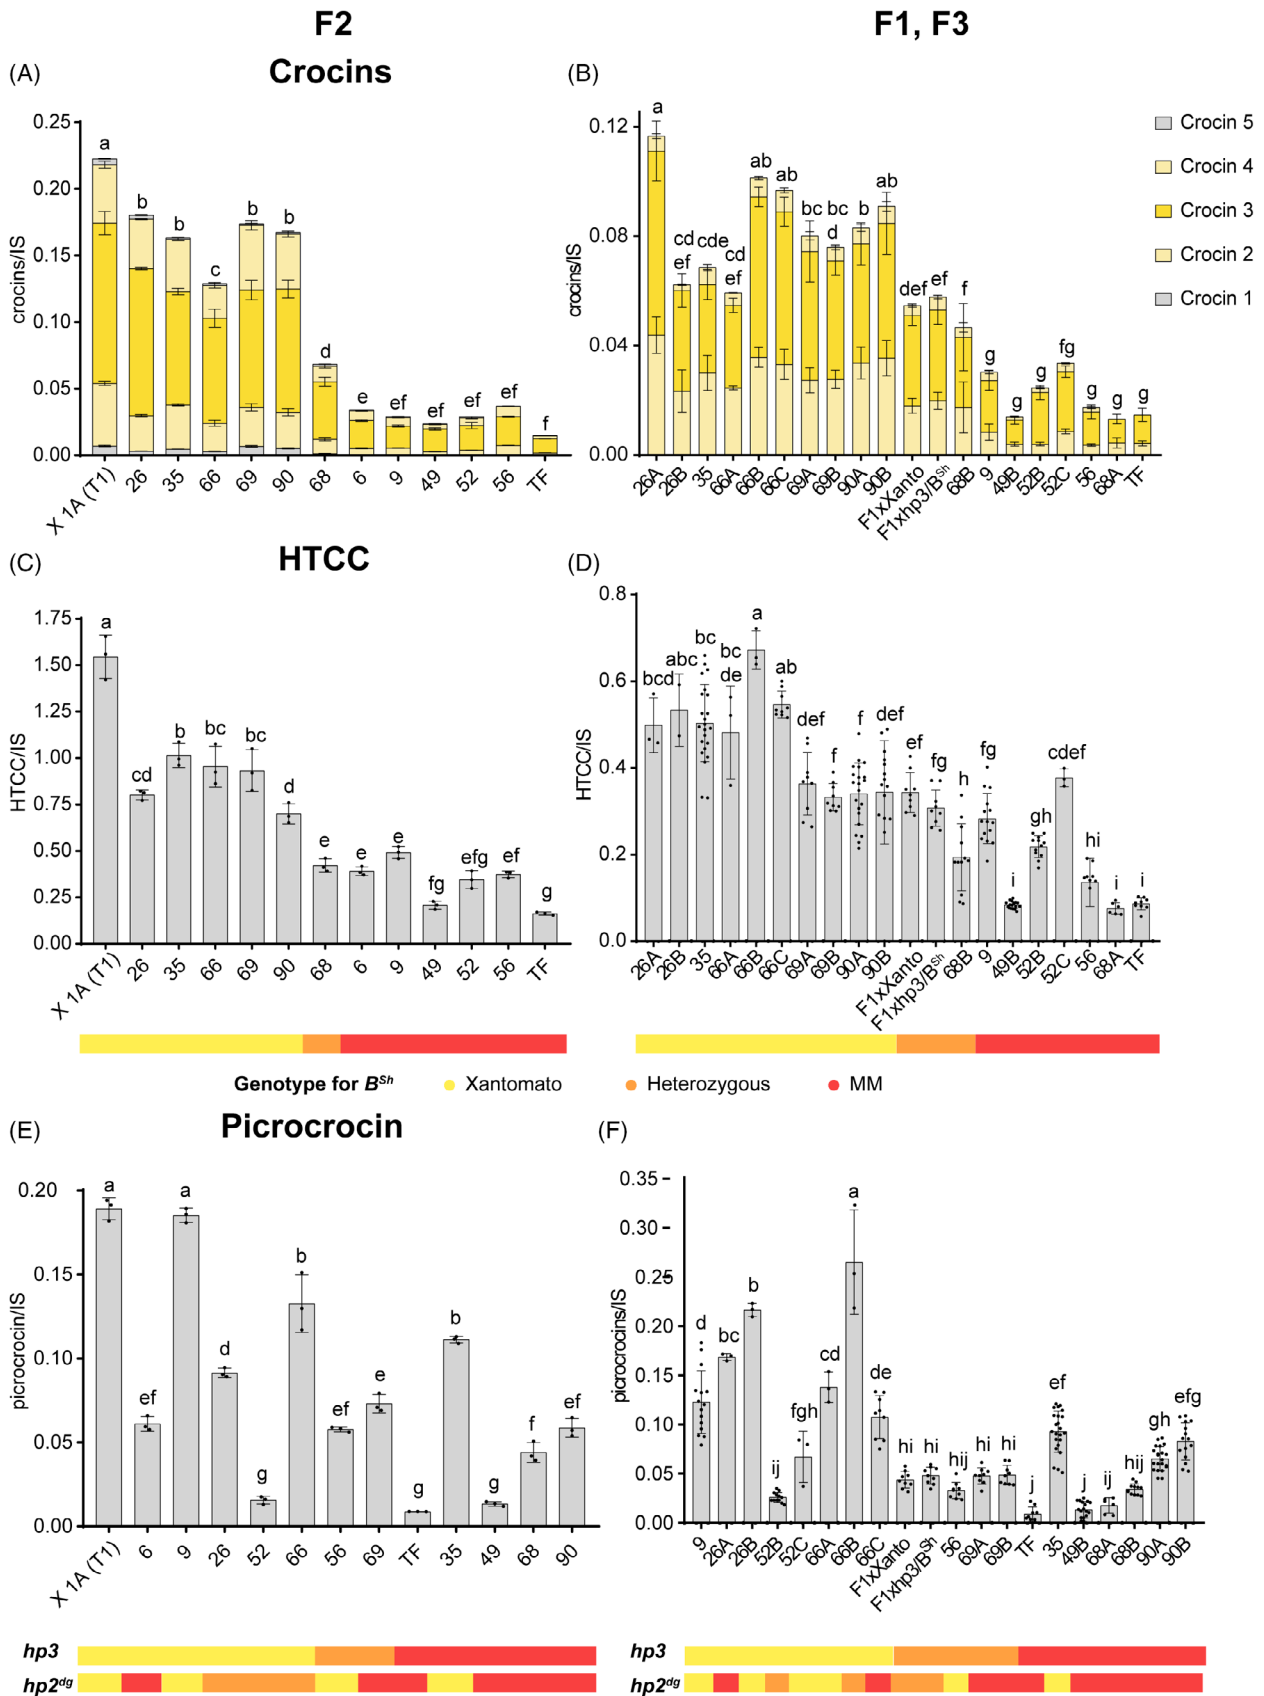 F2
F1, F3
(A)
Crocins
(B)
0.25
0.20
0.15
0.10
0.05
0.00
crocins/IS
a
b
b
c
b
b
d
e
ef
ef
ef
ef
f
X 1A (T1)
26
35
66
69
90
68
6
9
49
52
56
TF
0.12
0.08
0.04
0.00
crocins/IS
a
cd
ef
cde
cd
ef
ab
ab
bc
bc
d
b
ab
def
ef
f
g
g
g
fg
g
g
g
26A
26B
35
66A
66B
66C
69A
69B
90A
90B
F1xXanto
F1xhp3/B^Sh
68B
9
49B
52B
52C
56
68A
TF
Crocin 5
Crocin 4
Crocin 3
Crocin 2
Crocin 1
(C)
HTCC
(D)
1.75
1.50
1.25
1.00
0.75
0.50
0.25
0.00
HTCC/IS
a
cd
b
bc
bc
d
e
e
e
fg
efg
ef
g
X 1A (T1)
26
35
66
69
90
68
6
9
49
52
56
TF
0.8
0.6
0.4
0.2
0.0
HTCC/IS
bcd
abc
bc
bc
de
a
ab
def
f
f
def
ef
fg
h
fg
i
gh
cdef
hi
i
i
26A
26B
35
66A
66B
66C
69A
69B
90A
90B
F1xXanto
F1xhp3/B^Sh
68B
9
49B
52B
52C
56
68A
TF
Genotype for B^Sh
Xantomato
Heterozygous
MM
(E)
Picrocrocin
(F)
0.20
0.15
0.10
0.05
0.00
picrocrocin/IS
a
ef
a
d
g
b
ef
e
g
b
g
f
ef
X 1A (T1)
6
9
26
52
66
56
69
TF
35
49
68
90
0.35
0.30
0.25
0.20
0.15
0.10
0.05
0.00
picrocrocins/IS
d
bc
b
ij
fgh
cd
a
de
hi
hi
hij
hi
hi
j
ef
j
ij
hij
gh
efg
9
26A
26B
52B
52C
66A
66B
66C
F1xXanto
F1xhp3/B^Sh
56
69A
69B
TF
35
49B
68A
68B
90A
90B
hp3
hp2^dg
hp3
hp2^dg